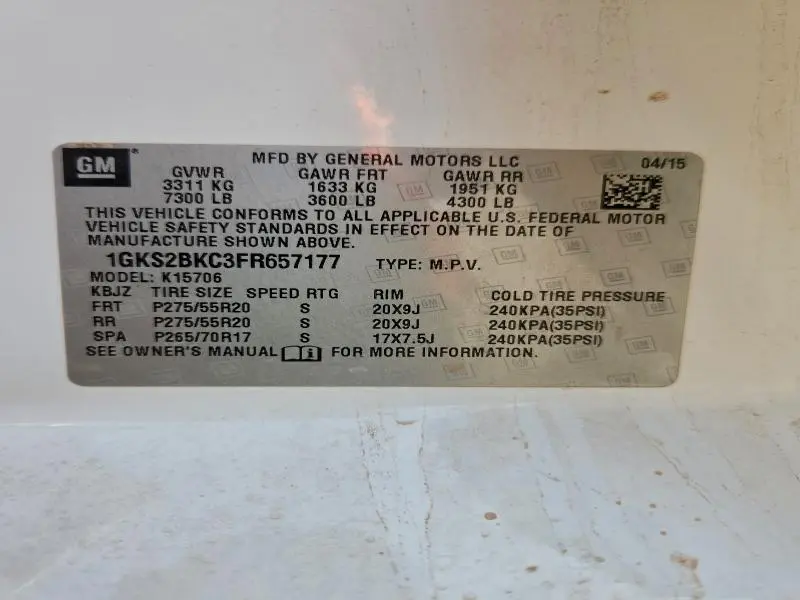 GM
MFD BY GENERAL MOTORS LLC 04/15
GVWR GAWR FRT GAWR RR
3311 KG 1633 KG 1951 KG
7300 LB 3600 LB 4300 LB
THIS VEHICLE CONFORMS TO ALL APPLICABLE U.S. FEDERAL MOTOR
VEHICLE SAFETY STANDARDS IN EFFECT ON THE DATE OF
MANUFACTURE SHOWN ABOVE.
1GKS2BKC3FR657177 TYPE: M.P.V.
MODEL: K15706
KBJZ TIRE SIZE SPEED RTG RIM COLD TIRE PRESSURE
FRT P275/55R20 S 20X9J 240KPA(35PSI)
RR P275/55R20 S 20X9J 240KPA(35PSI)
SPA P265/70R17 S 17X7.5J 240KPA(35PSI)
SEE OWNER'S MANUAL FOR MORE INFORMATION.